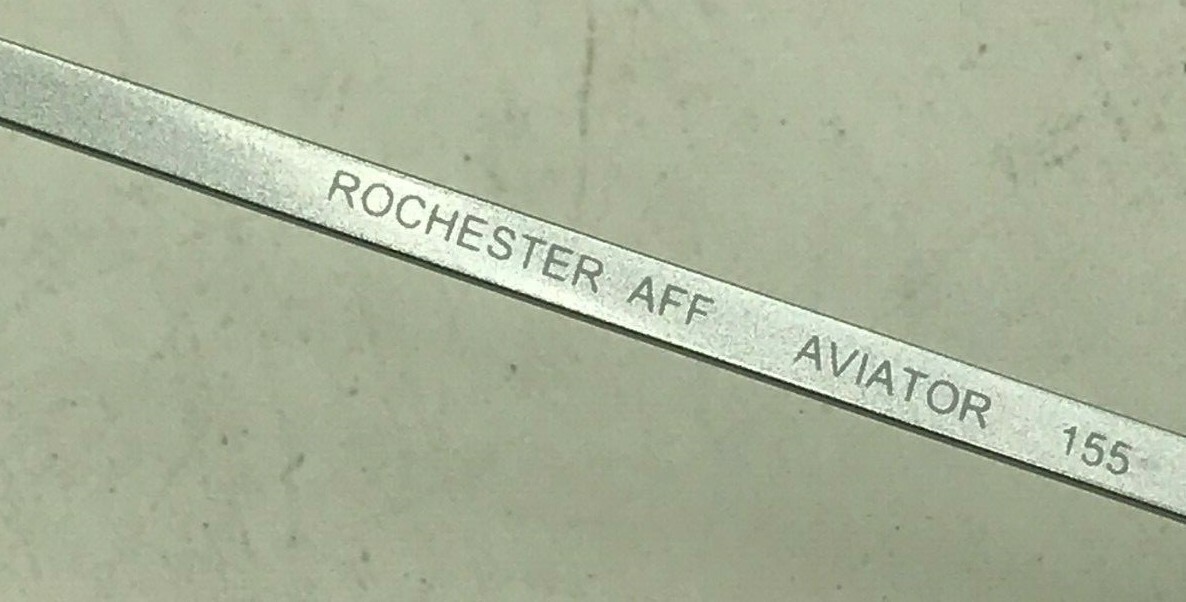 ROCHESTER AFF AVIATOR 155